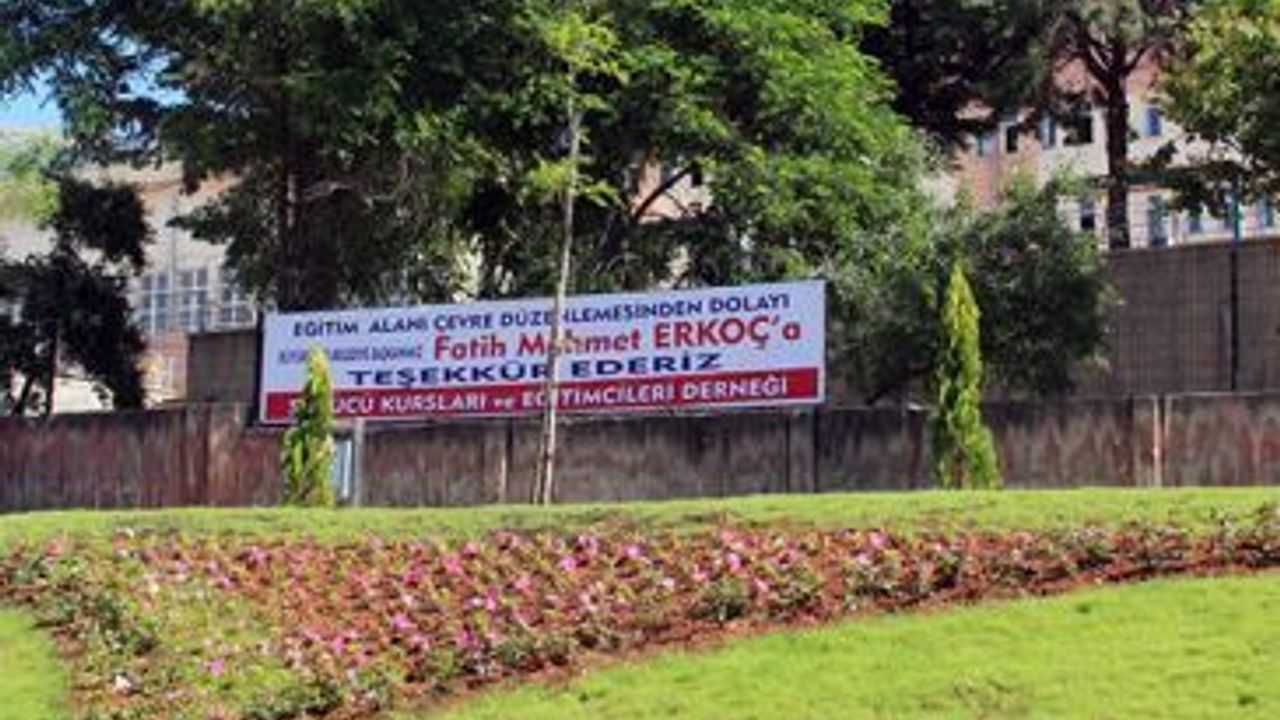 EĞİTİM ALANI ÇEVRE DÜZENLEMESİNDEN DOLAYI
Fatih Mehmet ERKOÇ'a
TEŞEKKÜR EDERİZ
KURSLARI ve EĞİTİMCİLERİ DERNEĞİ